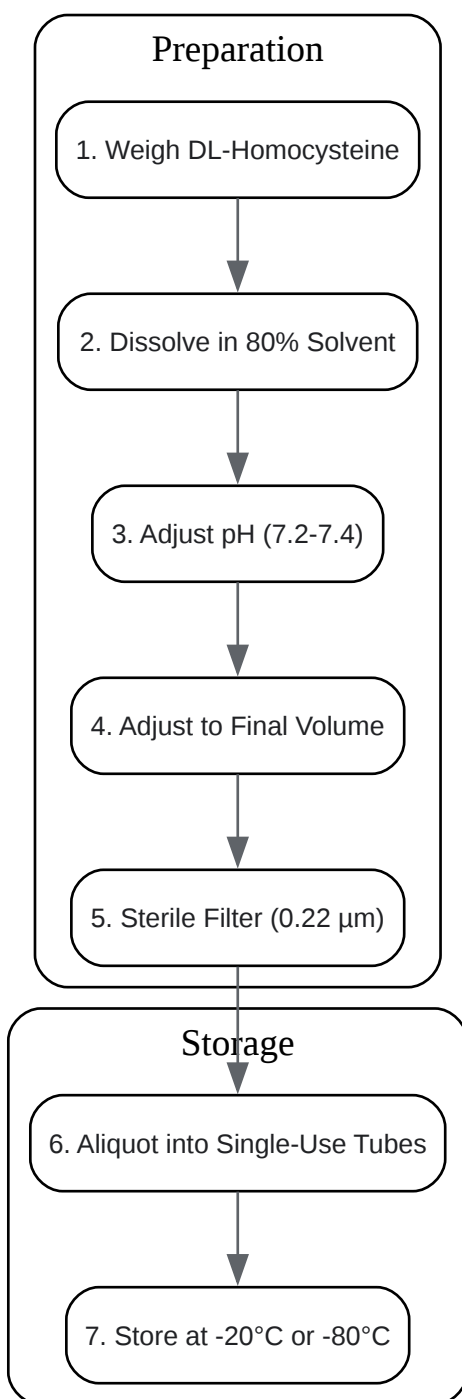 Preparation
1. Weigh DL-Homocysteine
2. Dissolve in 80% Solvent
3. Adjust pH (7.2-7.4)
4. Adjust to Final Volume
5. Sterile Filter (0.22 µm)
Storage
6. Aliquot into Single-Use Tubes
7. Store at -20°C or -80°C